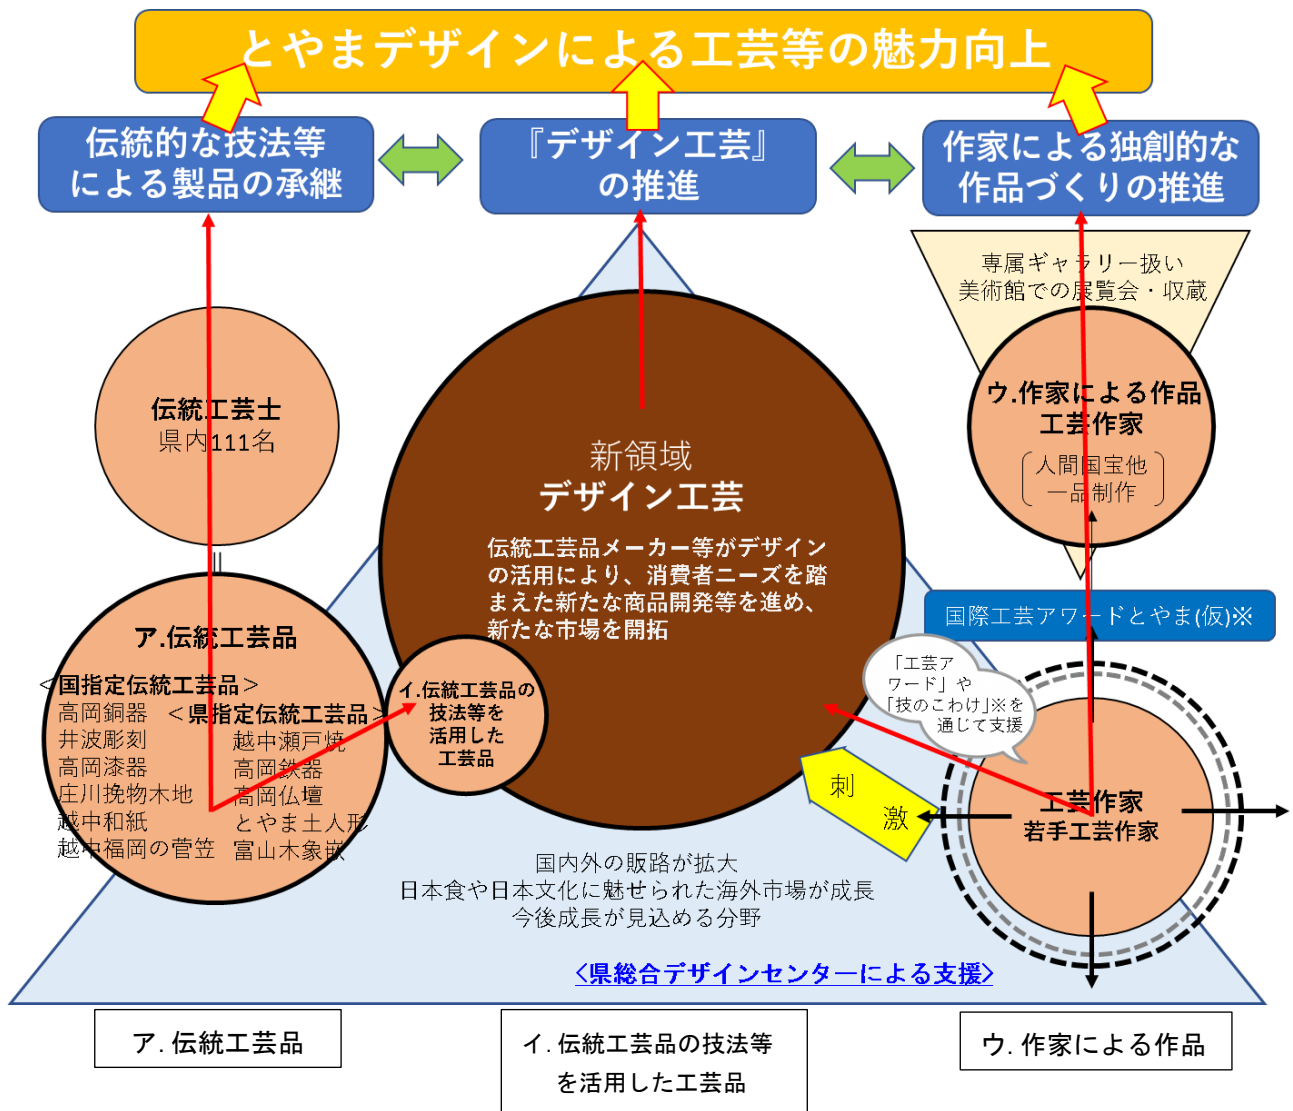 とやまデザインによる工芸等の魅力向上
伝統的な技法等
による製品の承継
『デザイン工芸』
の推進
作家による独創的な
作品づくりの推進
専属ギャラリー扱い
美術館での展覧会・収蔵
伝統工芸士
県内111名
新領域
デザイン工芸
伝統工芸品メーカー等がデザイン
の活用により、消費者ニーズを踏
まえた新たな商品開発等を進め、
新たな市場を開拓
ウ.作家による作品
工芸作家
人間国宝他
一品制作
国際工芸アワードとやま(仮)※
「工芸ア
ワード」や
「技のこわけ」※を
通じて支援
ア.伝統工芸品
＜国指定伝統工芸品＞
高岡銅器
井波彫刻
高岡漆器
庄川挽物木地
越中和紙
越中福岡の菅笠
＜県指定伝統工芸品＞
越中瀬戸焼
高岡鉄器
高岡仏壇
とやま土人形
富山木象嵌
イ.伝統工芸品の
技法等を
活用した
工芸品
刺
激
工芸作家
若手工芸作家
国内外の販路が拡大
日本食や日本文化に魅せられた海外市場が成長
今後成長が見込める分野
<県総合デザインセンターによる支援>
ア. 伝統工芸品
イ. 伝統工芸品の技法等
を活用した工芸品
ウ. 作家による作品